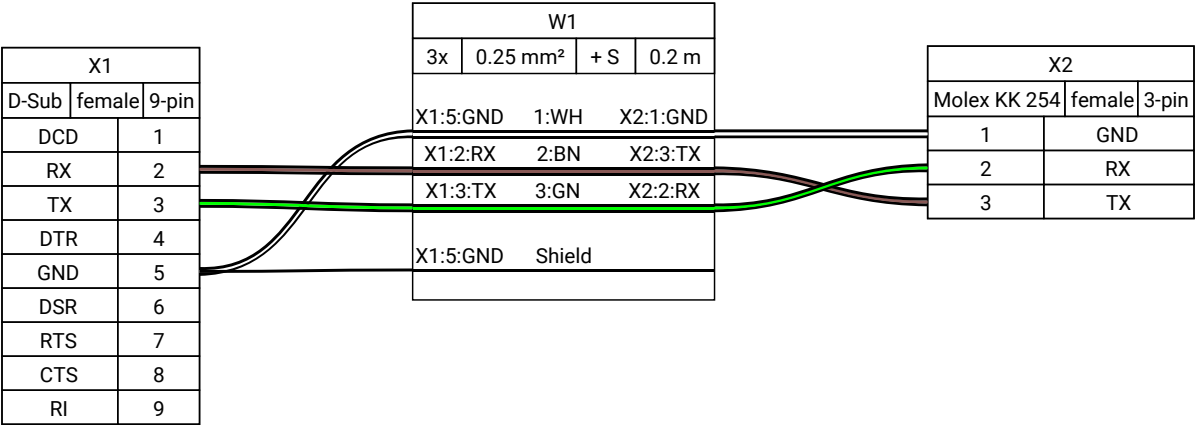 X1
D-Sub female 9-pin
DCD 1
RX 2
TX 3
DTR 4
GND 5
DSR 6
RTS 7
CTS 8
RI 9
W1
3x 0.25 mm² + S 0.2 m
X1:5:GND 1:WH X2:1:GND
X1:2:RX 2:BN X2:3:TX
X1:3:TX 3:GN X2:2:RX
X1:5:GND Shield
X2
Molex KK 254 female 3-pin
1 GND
2 RX
3 TX